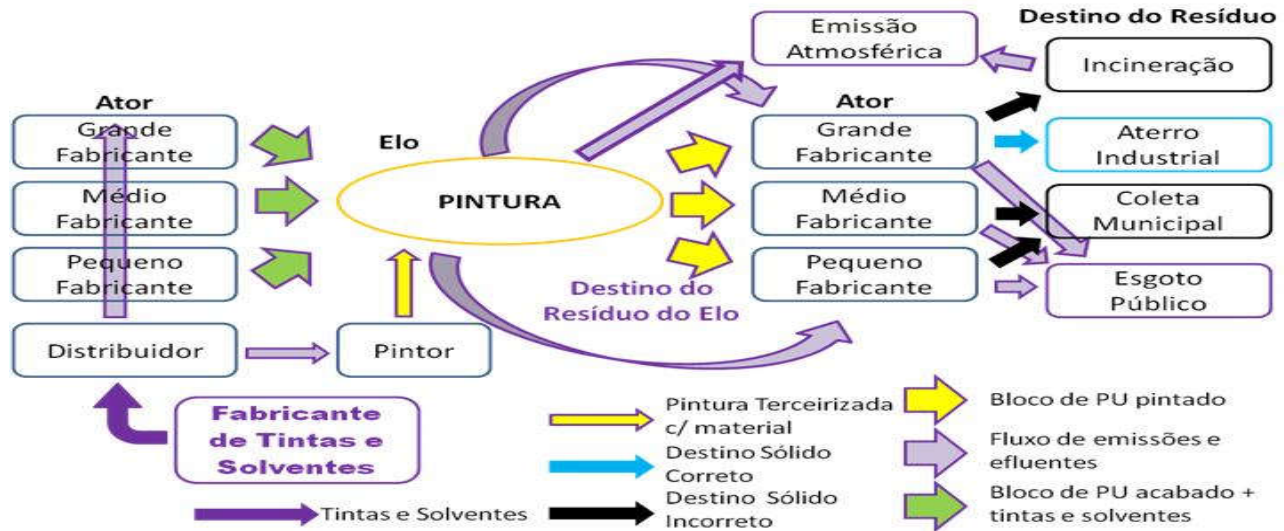 Destino do Resíduo
Emissão
Atmosférica
Incineração
Ator
Grande
Fabricante
Elo
Ator
Grande
Fabricante
Aterro
Industrial
Médio
Fabricante
PINTURA
Médio
Fabricante
Coleta
Municipal
Pequeno
Fabricante
Destino do
Resíduo do Elo
Pequeno
Fabricante
Esgoto
Público
Distribuidor
Pintor
Fabricante
de Tintas e
Solventes
Pintura Terceirizada
c/ material
Destino Sólido
Correto
Destino Sólido
Incorreto
Tintas e Solventes
Bloco de PU pintado
Fluxo de emissões e
efluentes
Bloco de PU acabado +
tintas e solventes